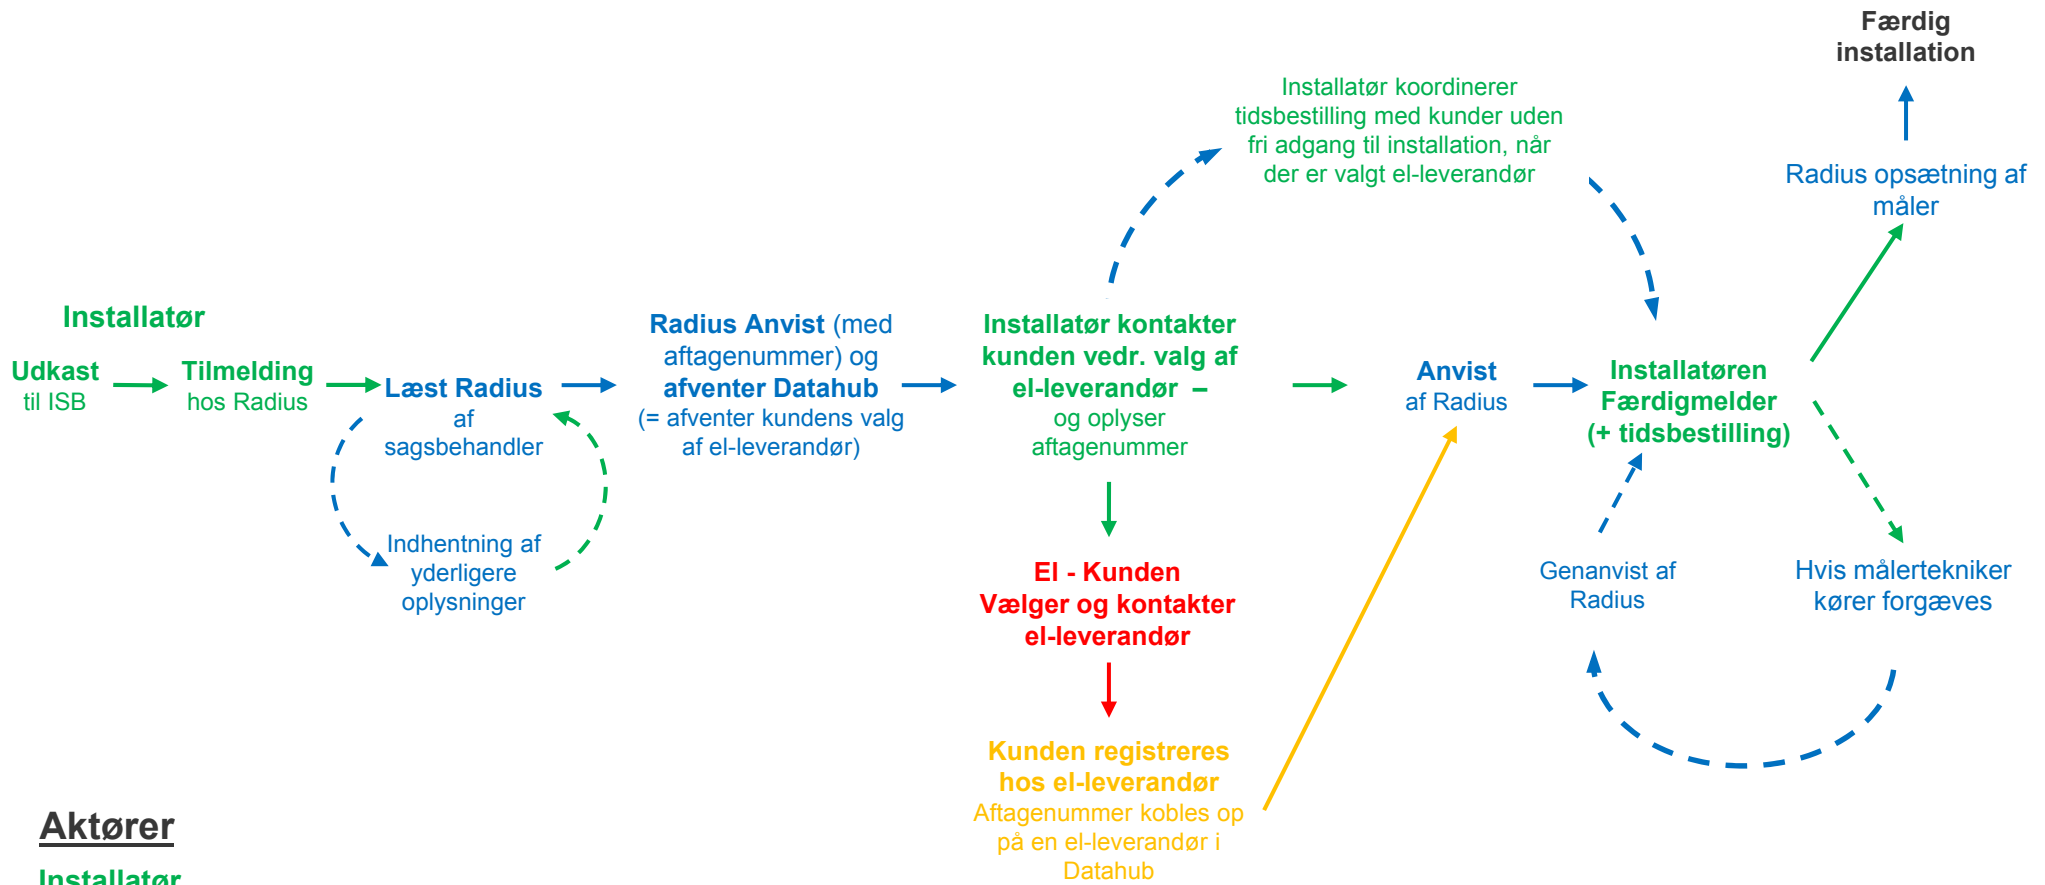 Færdig
installation
Installatør koordinerer
tidsbestilling med kunder uden
fri adgang til installation, når
der er valgt el-leverandør
Radius opsætning af
måler
Installatør
Udkast
til ISB
Tilmelding
hos Radius
Læst Radius
af
sagsbehandler
Indhentning af
yderligere
oplysninger
Radius Anvist (med
aftagenummer) og
afventer Datahub
(= afventer kundens valg
af el-leverandør)
Installatør kontakter
kunden vedr. valg af
el-leverandør –
og oplyser
aftagenummer
Anvist
af Radius
Installatøren
Færdigmelder
(+ tidsbestilling)
El - Kunden
Vælger og kontakter
el-leverandør
Genanvist af
Radius
Hvis målertekniker
kører forgæves
Kunden registreres
hos el-leverandør
Aftagenummer kobles op
på en el-leverandør i
Datahub
Aktører
Installatør